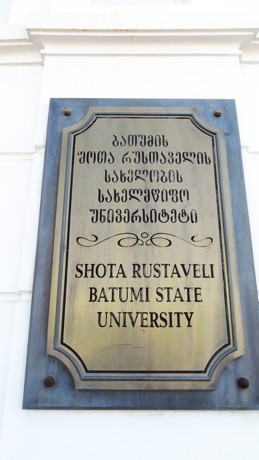 ბათუმის
შოთა რუსთაველის
სახელობის
სახელმწიფო
უნივერსიტეტი
SHOTA RUSTAVELI
BATUMI STATE
UNIVERSITY